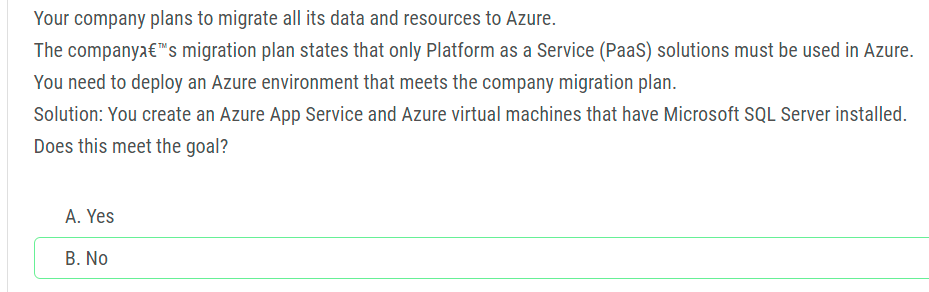 Your company plans to migrate all its data and resources to Azure.
The companyג€™s migration plan states that only Platform as a Service (PaaS) solutions must be used in Azure.
You need to deploy an Azure environment that meets the company migration plan.
Solution: You create an Azure App Service and Azure virtual machines that have Microsoft SQL Server installed.
Does this meet the goal?
A. Yes
B. No